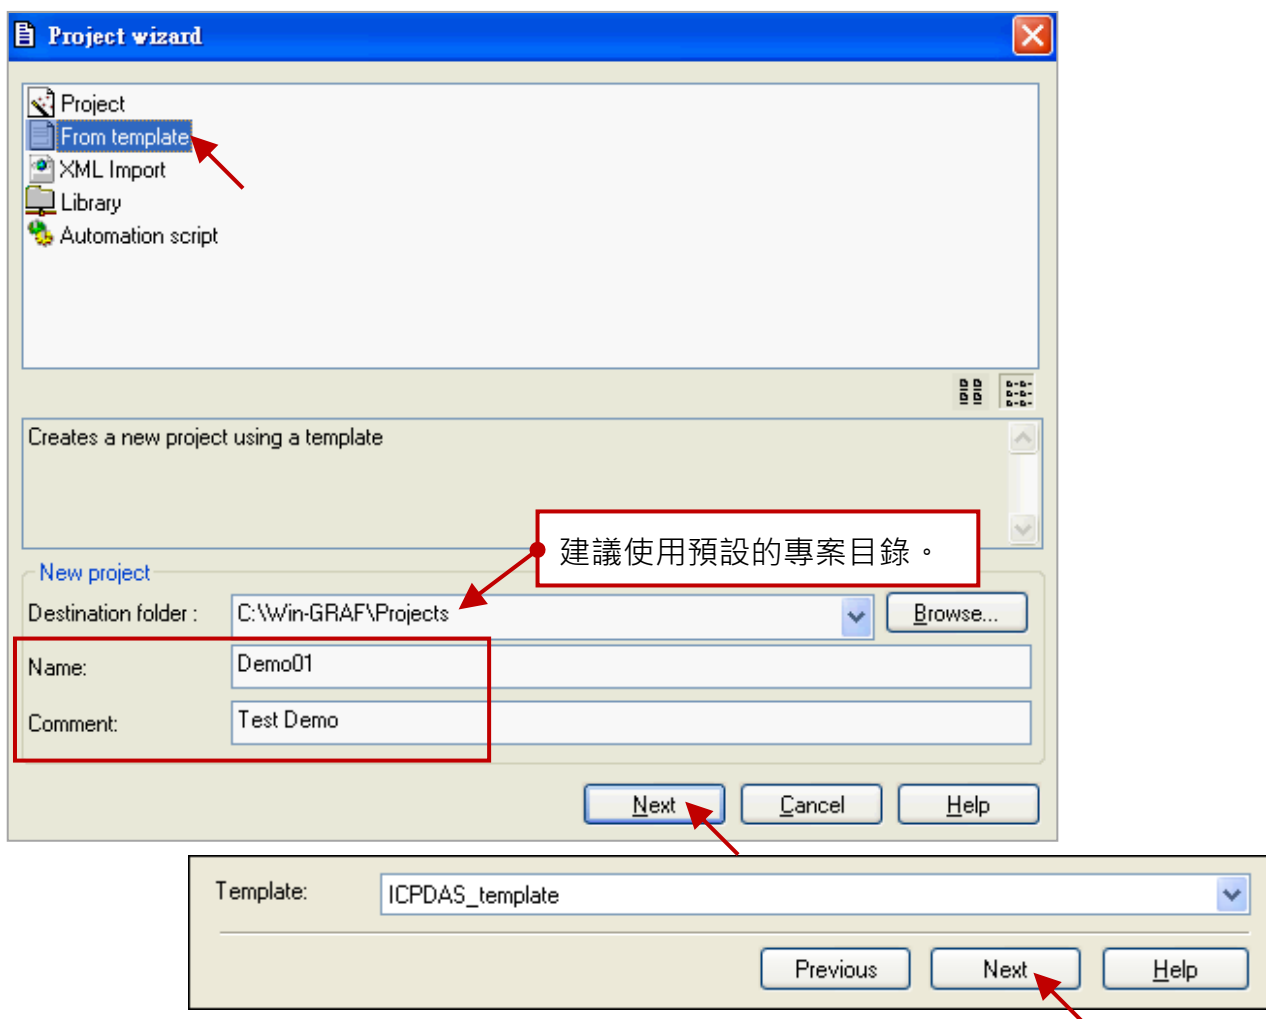 Project wizard
Project
From template
XML Import
Library
Automation script
Creates a new project using a template
建議使用預設的專案目錄。
New project
Destination folder : C:\Win-GRAF\Projects Browse...
Name: Demo01
Comment: Test Demo
Next Cancel Help
Template: ICPDAS_template
Previous Next Help